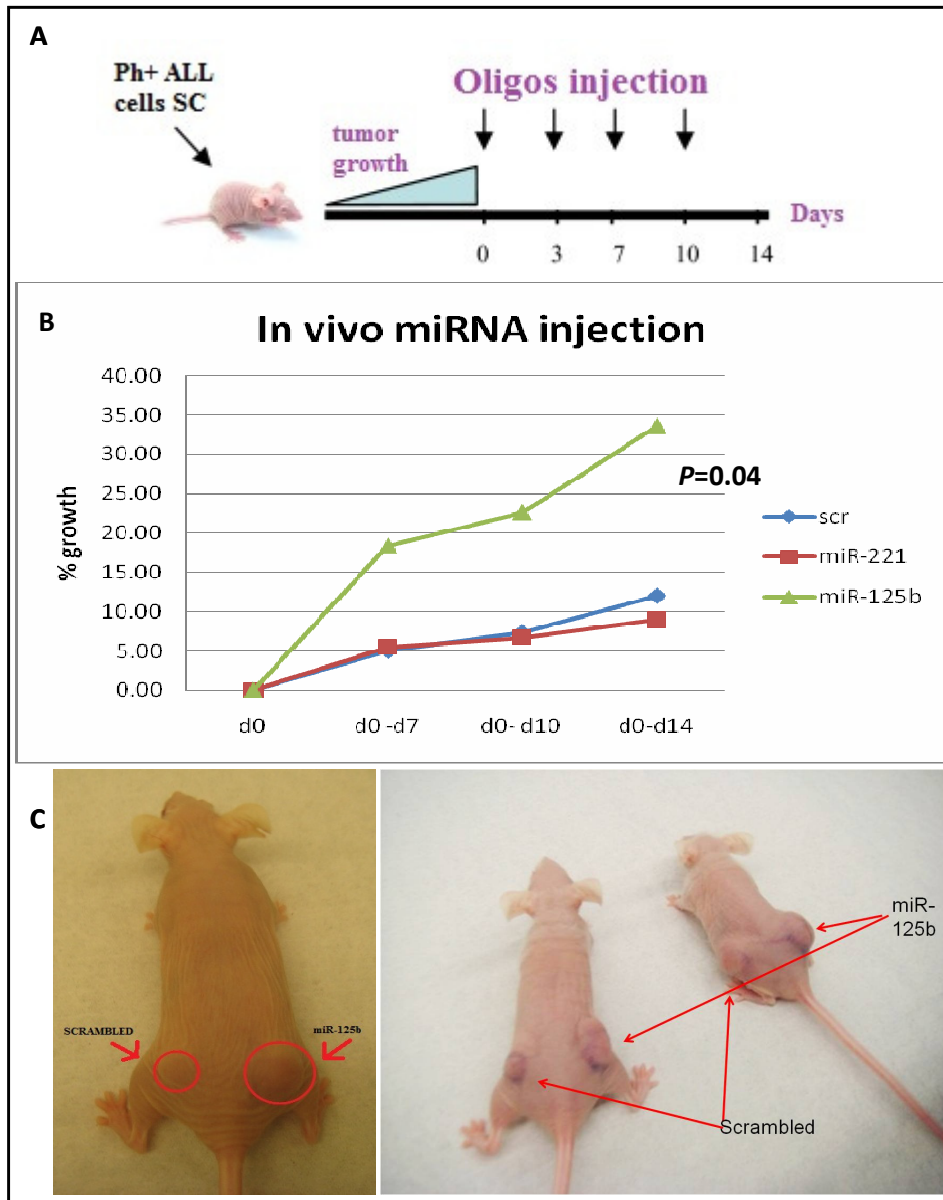 A
Ph+ ALL
cells SC
Oligos injection
tumor
growth
Days
0 3 7 10 14
B
In vivo miRNA injection
40.00
35.00
30.00
25.00
20.00
15.00
10.00
5.00
0.00
% growth
P=0.04
scr
miR-221
miR-125b
d0 d0-d7 d0-d10 d0-d14
C
SCRAMBLED
miR-125b
miR-
125b
Scrambled